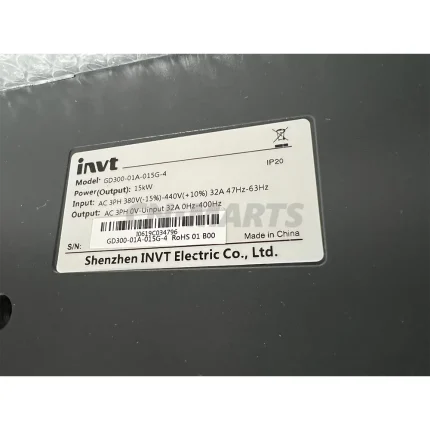 invt
Model: GD300-01A-015G-4
IP20
Power(Output): 15kW
Input: AC 3PH 380V(-15%)-440V(+10%) 32A 47Hz-63Hz
Output: AC 3PH 0V-Uinput 32A 0Hz-400Hz
S/N:
I0619C034796
GD300-01A-015G-4 RoHS 01 B00
Made in China
Shenzhen INVT Electric Co., Ltd.